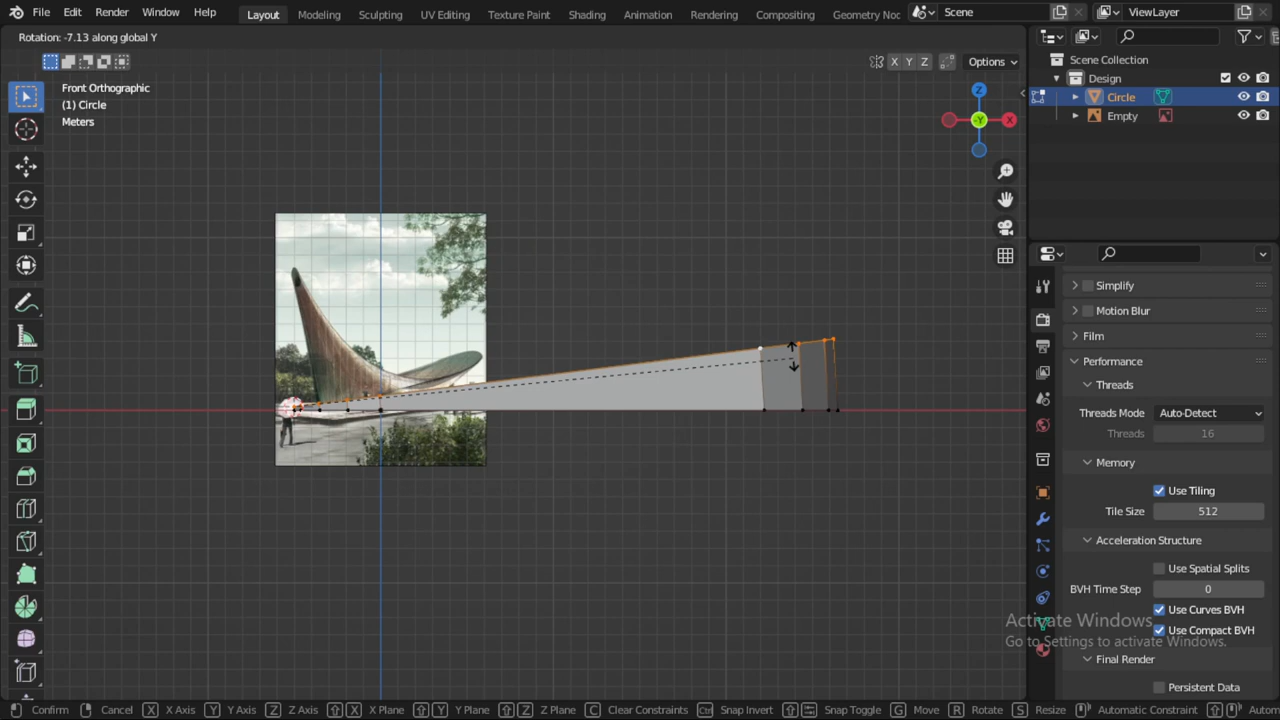 File Edit Render Window Help Layout Modeling Sculpting UV Editing Texture Paint Shading Animation Rendering Compositing Geometry Noc Scene ViewLayer
Rotation: -7.13 along global Y
X Y Z Options
Front Orthographic
(1) Circle
Meters
Z
Y
X
Scene Collection
Design
Circle
Empty
Simplify
Motion Blur
Film
Performance
Threads
Threads Mode Auto-Detect
Threads 16
Memory
Use Tiling
Tile Size 512
Acceleration Structure
Use Spatial Splits
BVH Time Step 0
Use Curves BVH
Use Compact BVH
Final Render
Persistent Data
Activate Windows
Go to Settings to activate Windows.
Confirm Cancel X X Axis Y Y Axis Z Z Axis X X Plane Y Y Plane Z Z Plane C Clear Constraints Ctrl Snap Invert Snap Toggle G Move R Rotate S Resize Automatic Constraint Autom